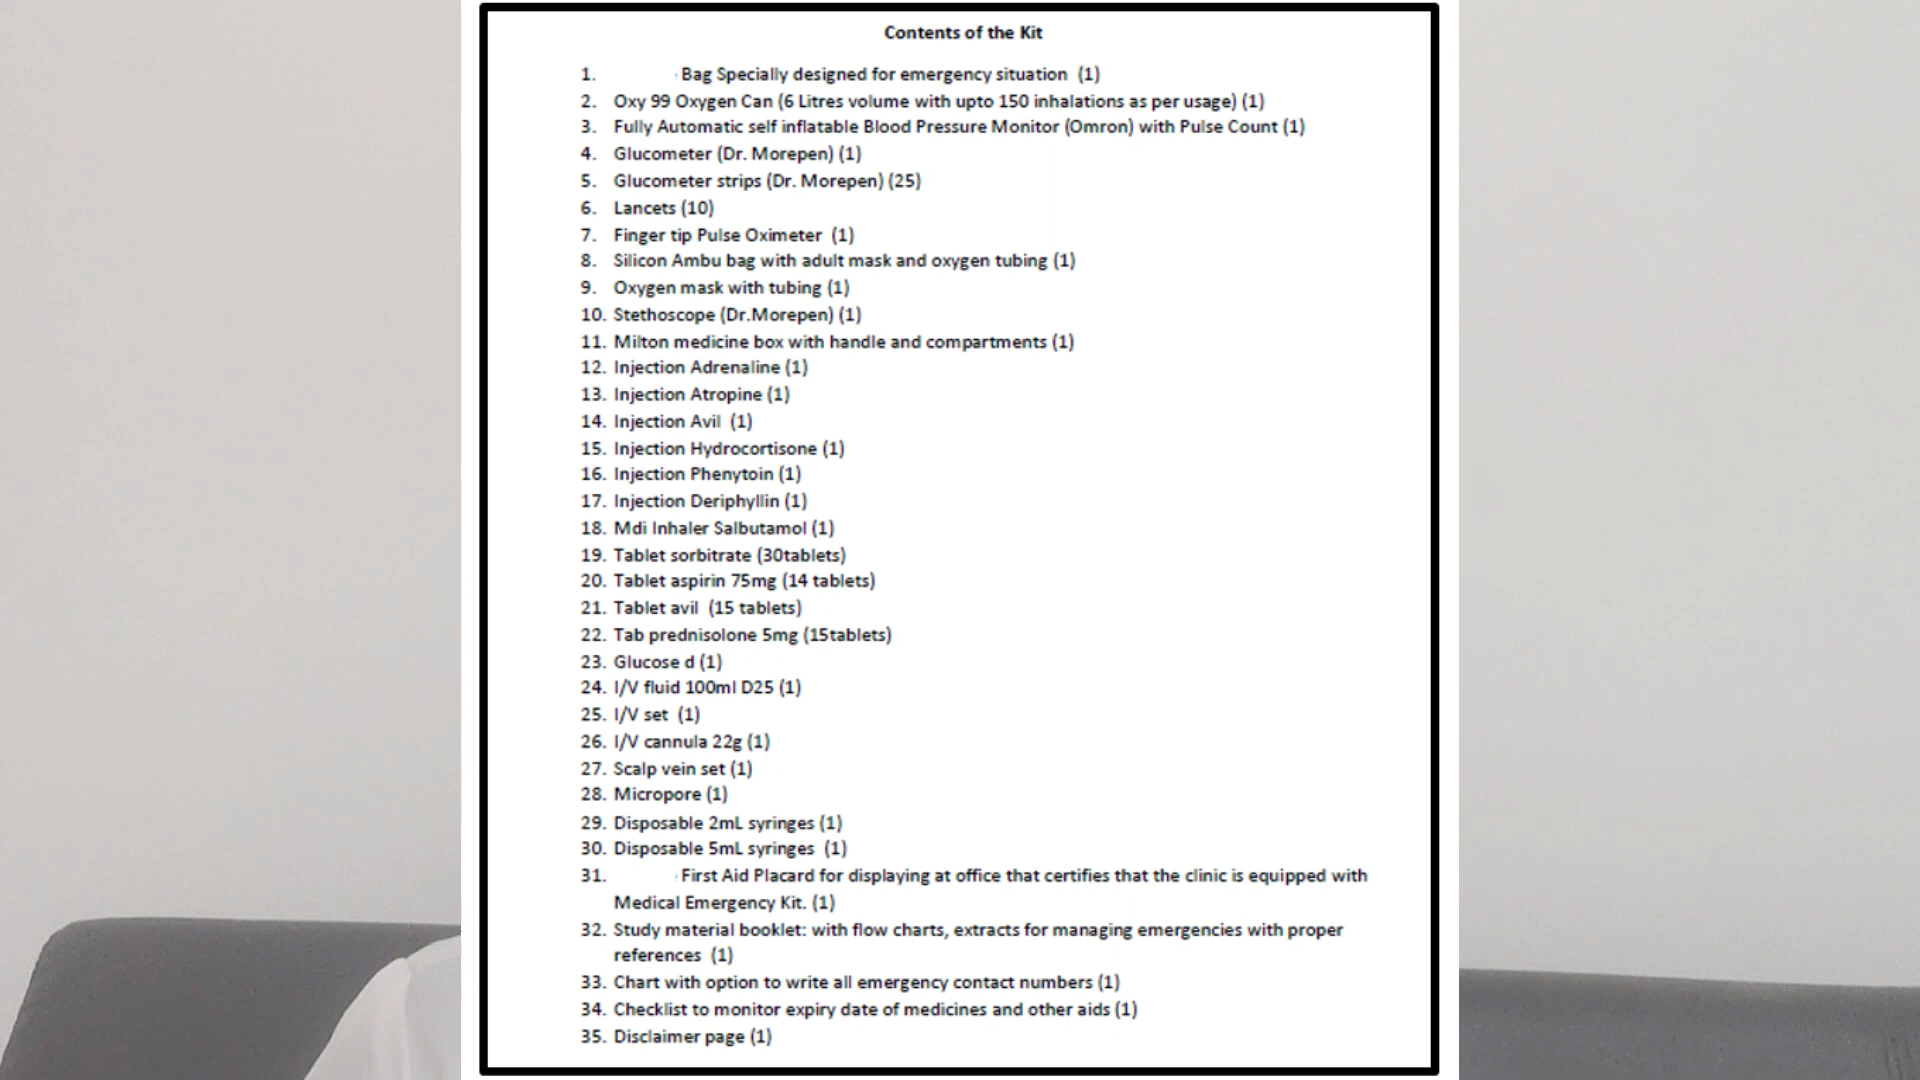 Contents of the Kit
1. Bag Specially designed for emergency situation (1)
2. Oxy 99 Oxygen Can (6 Litres volume with upto 150 inhalations as per usage) (1)
3. Fully Automatic self inflatable Blood Pressure Monitor (Omron) with Pulse Count (1)
4. Glucometer (Dr. Morepen) (1)
5. Glucometer strips (Dr. Morepen) (25)
6. Lancets (10)
7. Finger tip Pulse Oximeter (1)
8. Silicon Ambu bag with adult mask and oxygen tubing (1)
9. Oxygen mask with tubing (1)
10. Stethoscope (Dr.Morepen) (1)
11. Milton medicine box with handle and compartments (1)
12. Injection Adrenaline (1)
13. Injection Atropine (1)
14. Injection Avil (1)
15. Injection Hydrocortisone (1)
16. Injection Phenytoin (1)
17. Injection Deriphyllin (1)
18. Mdi Inhaler Salbutamol (1)
19. Tablet sorbitrate (30tablets)
20. Tablet aspirin 75mg (14 tablets)
21. Tablet avil (15 tablets)
22. Tab prednisolone 5mg (15tablets)
23. Glucose d (1)
24. I/V fluid 100ml D25 (1)
25. I/V set (1)
26. I/V cannula 22g (1)
27. Scalp vein set (1)
28. Micropore (1)
29. Disposable 2mL syringes (1)
30. Disposable 5mL syringes (1)
31. First Aid Placard for displaying at office that certifies that the clinic is equipped with
Medical Emergency Kit. (1)
32. Study material booklet: with flow charts, extracts for managing emergencies with proper
references (1)
33. Chart with option to write all emergency contact numbers (1)
34. Checklist to monitor expiry date of medicines and other aids (1)
35. Disclaimer page (1)